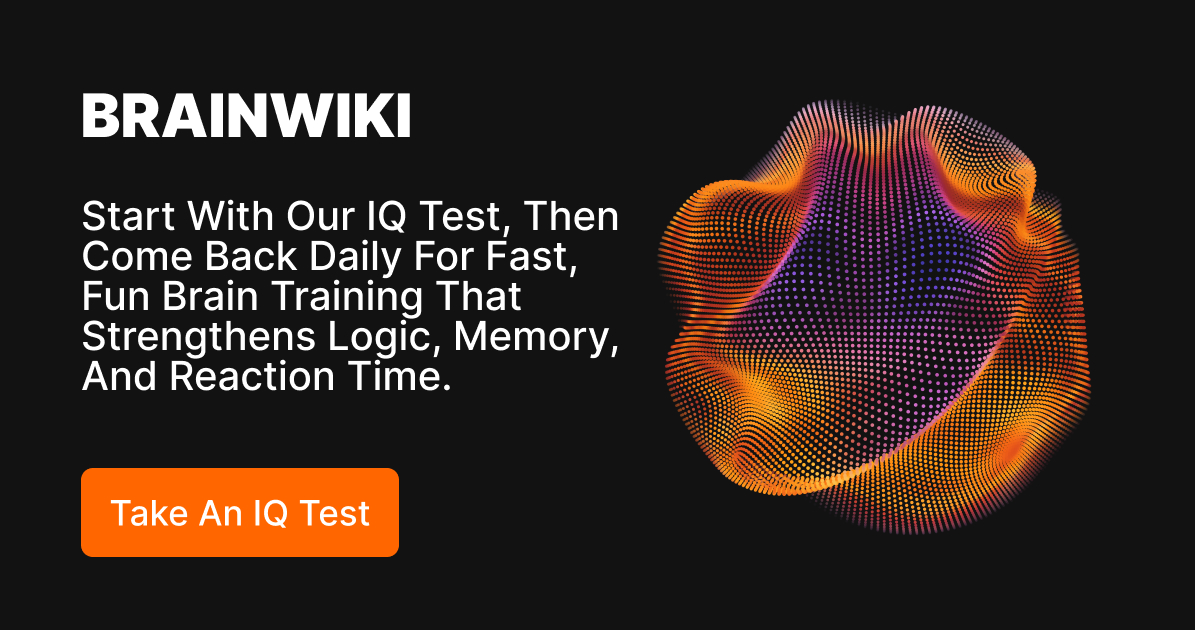 BRAINWIKI
Start With Our IQ Test, Then
Come Back Daily For Fast,
Fun Brain Training That
Strengthens Logic, Memory,
And Reaction Time.
Take An IQ Test